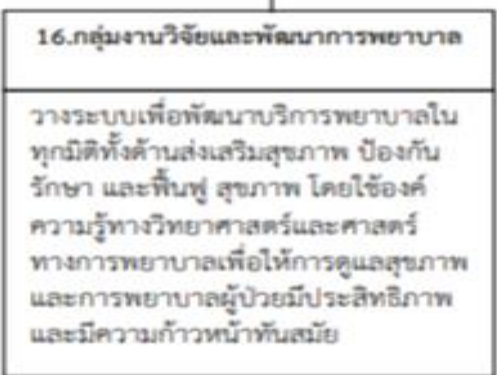 16.กลุ่มงานวิจัยและพัฒนาการพยาบาล
วางระบบเพื่อพัฒนาบริการพยาบาลใน
ทุกมิติทั้งด้านส่งเสริมสุขภาพ ป้องกัน
รักษา และฟื้นฟู สุขภาพ โดยใช้องค์
ความรู้ทางวิทยาศาสตร์และศาสตร์
ทางการพยาบาลเพื่อให้การดูแลสุขภาพ
และการพยาบาลผู้ป่วยมีประสิทธิภาพ
และมีความก้าวหน้าทันสมัย